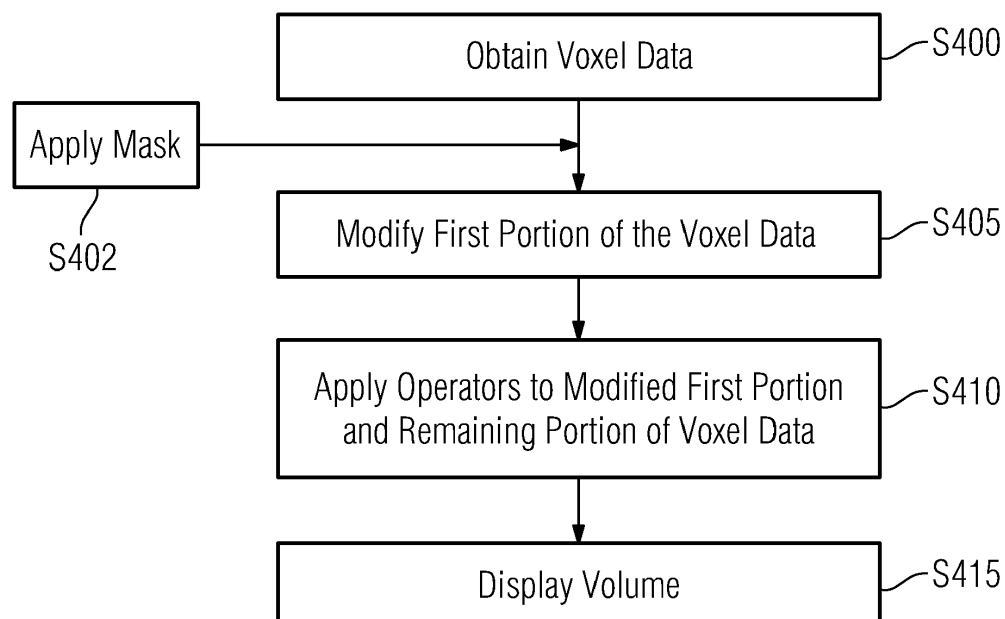 Obtain Voxel Data
S400
Apply Mask
S402
Modify First Portion of the Voxel Data
S405
Apply Operators to Modified First Portion
and Remaining Portion of Voxel Data
S410
Display Volume
S415